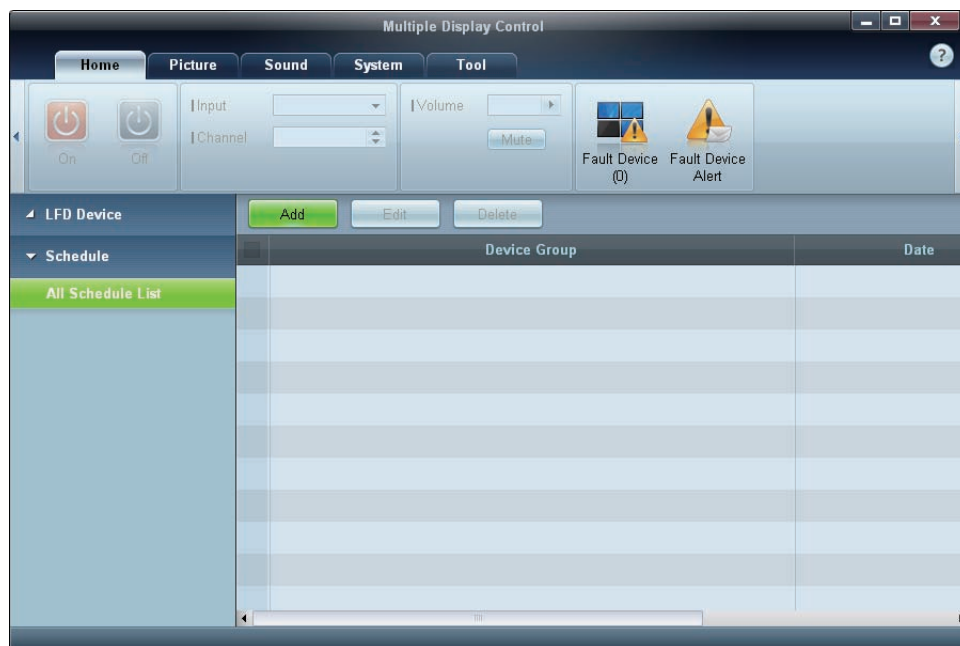 Multiple Display Control
Home Picture Sound System Tool
?
Input
Volume
Channel
Mute
On Off
Fault Device
(0)
Fault Device
Alert
LFD Device
Add Edit Delete
Schedule
Device Group Date
All Schedule List